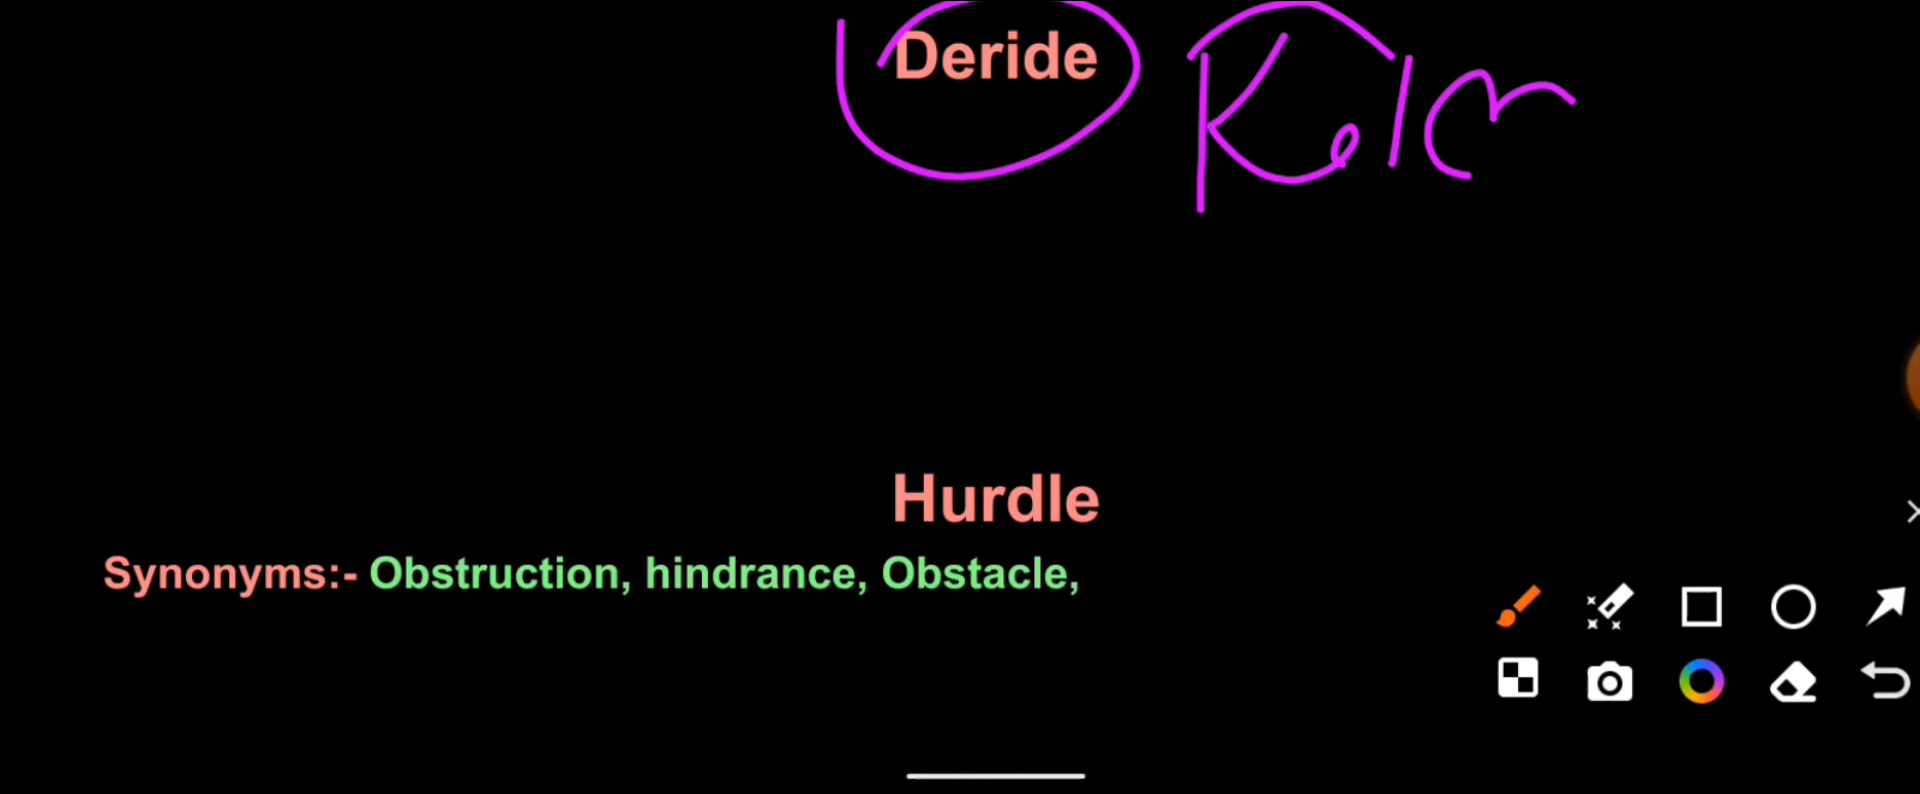 Deride
Hurdle
Synonyms:- Obstruction, hindrance, Obstacle,